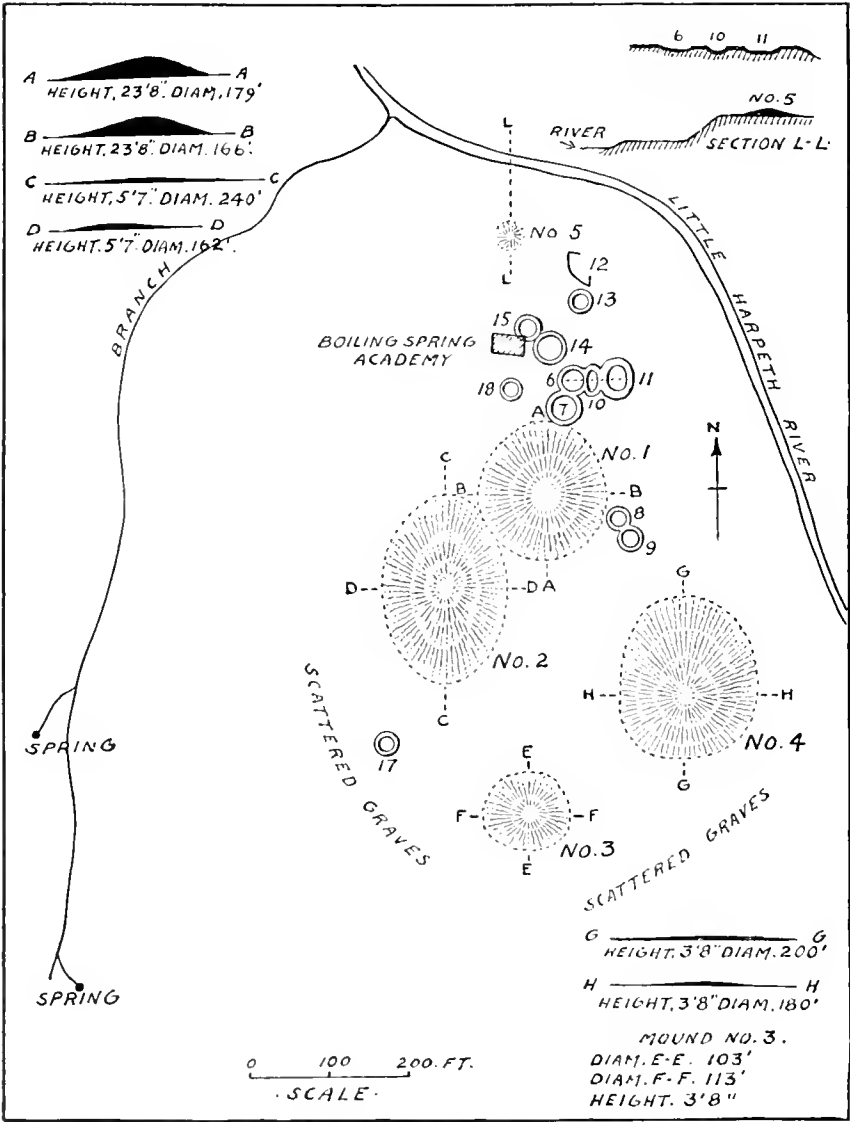 6 10 11
A A
HEIGHT, 23'8". DIAM, 179'
B B
HEIGHT, 23'8". DIAM. 166'.
C C
HEIGHT, 5'7". DIAM. 240'
D D
HEIGHT. 5'7". DIAM. 162'.
NO. 5
RIVER
SECTION L-L.
L
No 5
L
12
13
LITTLE HARPETH RIVER
BRANCH
15
14
BOILING SPRING
ACADEMY
18
6
10
11
A
7
No. 1
C
B
B
N
8
9
D
D A
G
No. 2
C
H
H
No. 4
G
SCATTERED GRAVES
SPRING
17
E
F
F
No. 3
E
SCATTERED GRAVES
SPRING
G G
HEIGHT. 3'8" DIAM. 200'
H H
HEIGHT, 3'8" DIAM, 180'
MOUND NO. 3.
DIAM. E-E. 103'
DIAM. F-F. 113'
HEIGHT. 3'8"
0 100 200. FT.
· SCALE ·